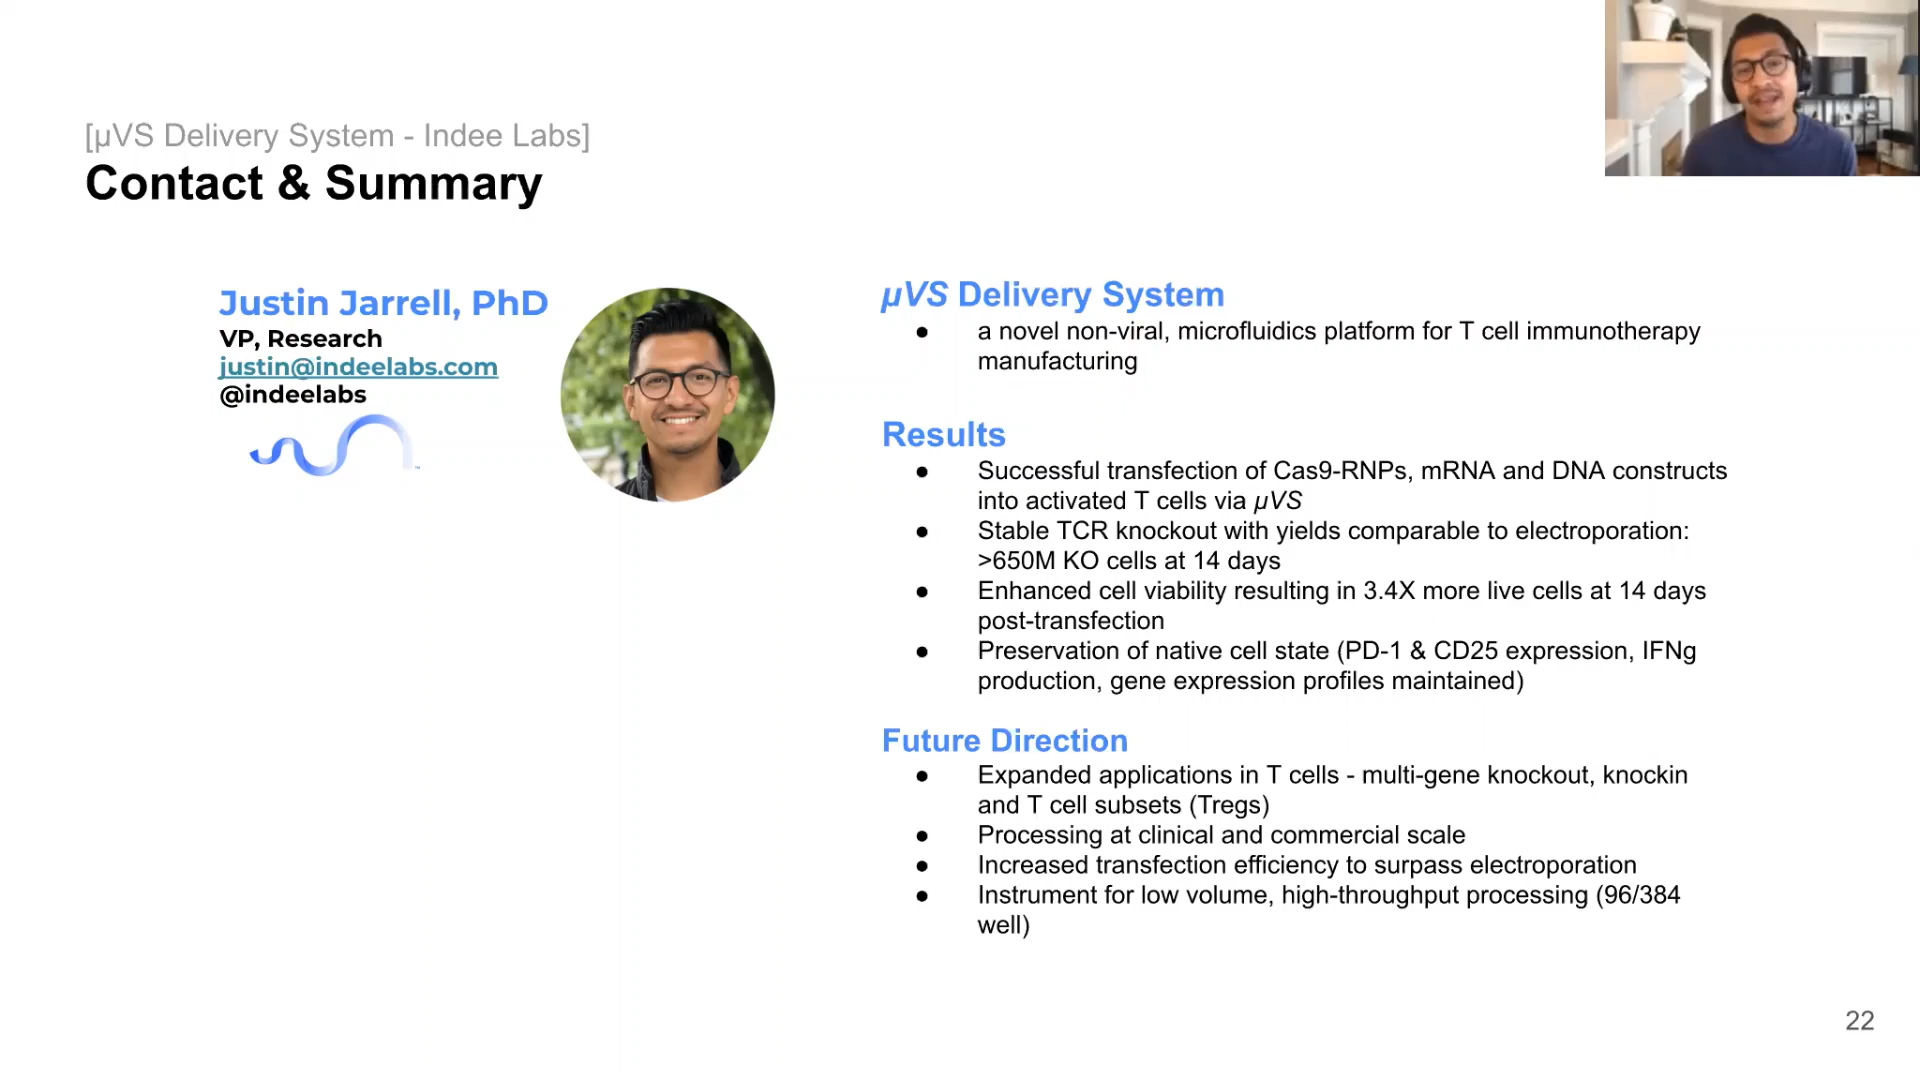 [µVS Delivery System - Indee Labs]
Contact & Summary
Justin Jarrell, PhD
VP, Research
justin@indeelabs.com
@indeelabs
™
µVS Delivery System
● a novel non-viral, microfluidics platform for T cell immunotherapy
manufacturing
Results
● Successful transfection of Cas9-RNPs, mRNA and DNA constructs
into activated T cells via µVS
● Stable TCR knockout with yields comparable to electroporation:
>650M KO cells at 14 days
● Enhanced cell viability resulting in 3.4X more live cells at 14 days
post-transfection
● Preservation of native cell state (PD-1 & CD25 expression, IFNg
production, gene expression profiles maintained)
Future Direction
● Expanded applications in T cells - multi-gene knockout, knockin
and T cell subsets (Tregs)
● Processing at clinical and commercial scale
● Increased transfection efficiency to surpass electroporation
● Instrument for low volume, high-throughput processing (96/384
well)
22